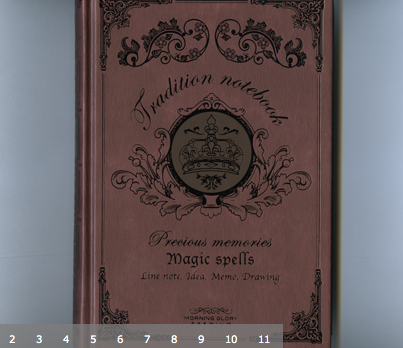 Tradition notebook
Precious memories
Magic spells
Line note, Idea, Memo, Drawing
MORNING GLORY
2 3 4 5 6 7 8 9 10 11